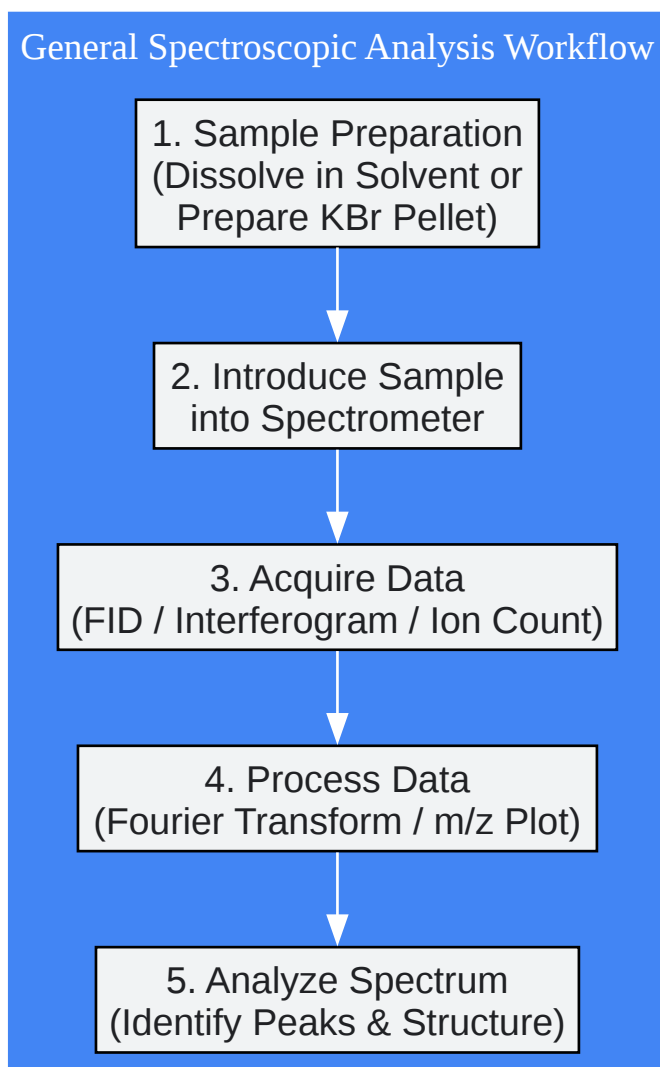 General Spectroscopic Analysis Workflow
1. Sample Preparation
(Dissolve in Solvent or
Prepare KBr Pellet)
2. Introduce Sample
into Spectrometer
3. Acquire Data
(FID / Interferogram / Ion Count)
4. Process Data
(Fourier Transform / m/z Plot)
5. Analyze Spectrum
(Identify Peaks & Structure)